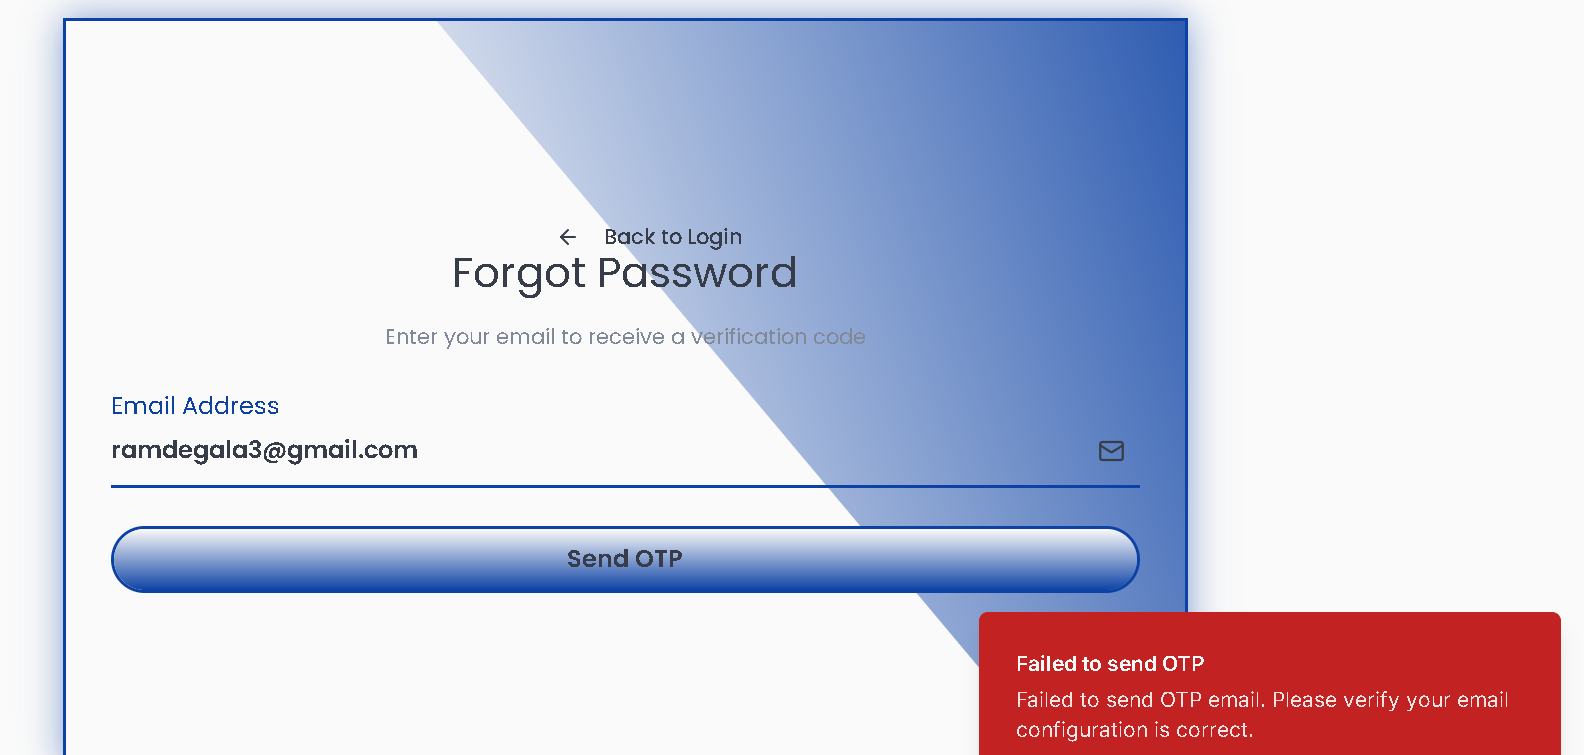 Back to Login
Forgot Password
Enter your email to receive a verification code
Email Address
ramdegala3@gmail.com
Send OTP
Failed to send OTP
Failed to send OTP email. Please verify your email
configuration is correct.